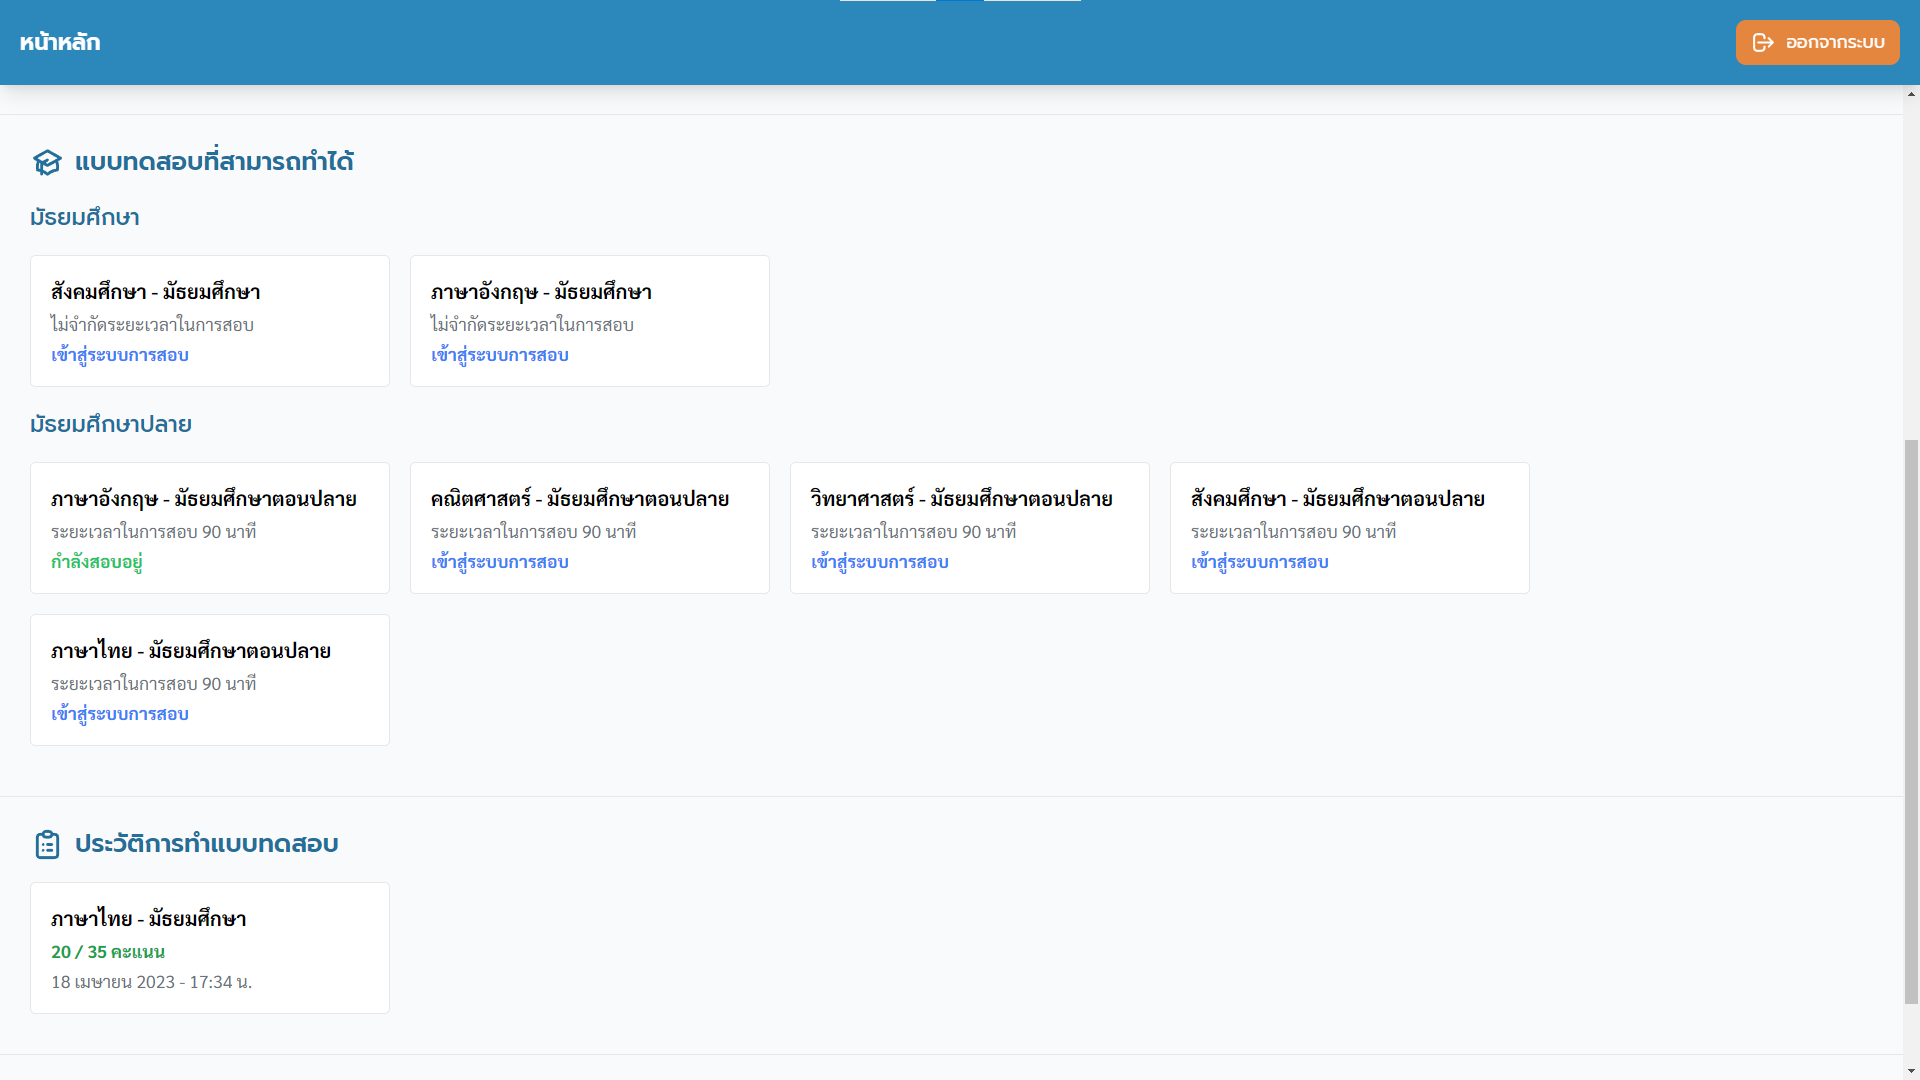 หน้าหลัก
ออกจากระบบ
แบบทดสอบที่สามารถทำได้
มัธยมศึกษา
สังคมศึกษา - มัธยมศึกษา
ไม่จำกัดระยะเวลาในการสอบ
เข้าสู่ระบบการสอบ
ภาษาอังกฤษ - มัธยมศึกษา
ไม่จำกัดระยะเวลาในการสอบ
เข้าสู่ระบบการสอบ
มัธยมศึกษาปลาย
ภาษาอังกฤษ - มัธยมศึกษาตอนปลาย
ระยะเวลาในการสอบ 90 นาที
กำลังสอบอยู่
คณิตศาสตร์ - มัธยมศึกษาตอนปลาย
ระยะเวลาในการสอบ 90 นาที
เข้าสู่ระบบการสอบ
วิทยาศาสตร์ - มัธยมศึกษาตอนปลาย
ระยะเวลาในการสอบ 90 นาที
เข้าสู่ระบบการสอบ
สังคมศึกษา - มัธยมศึกษาตอนปลาย
ระยะเวลาในการสอบ 90 นาที
เข้าสู่ระบบการสอบ
ภาษาไทย - มัธยมศึกษาตอนปลาย
ระยะเวลาในการสอบ 90 นาที
เข้าสู่ระบบการสอบ
ประวัติการทำแบบทดสอบ
ภาษาไทย - มัธยมศึกษา
20 / 35 คะแนน
18 เมษายน 2023 - 17:34 น.